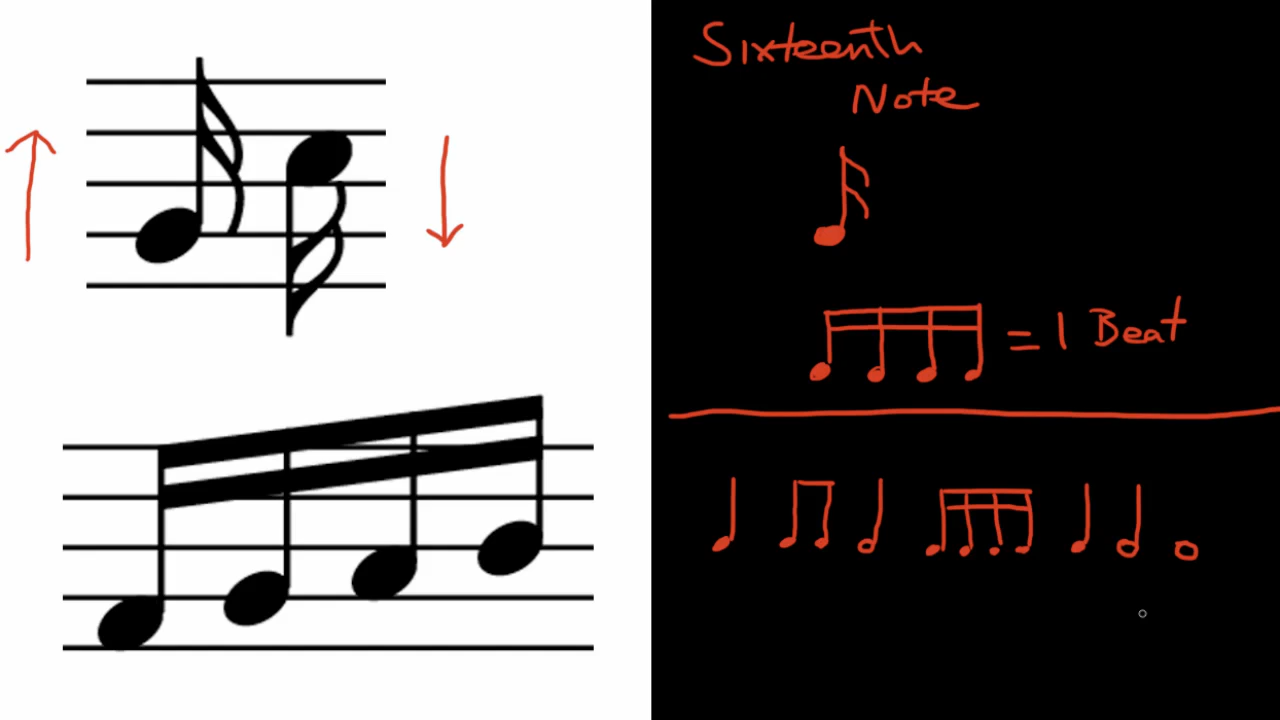 Sixteenth
Note
= 1 Beat